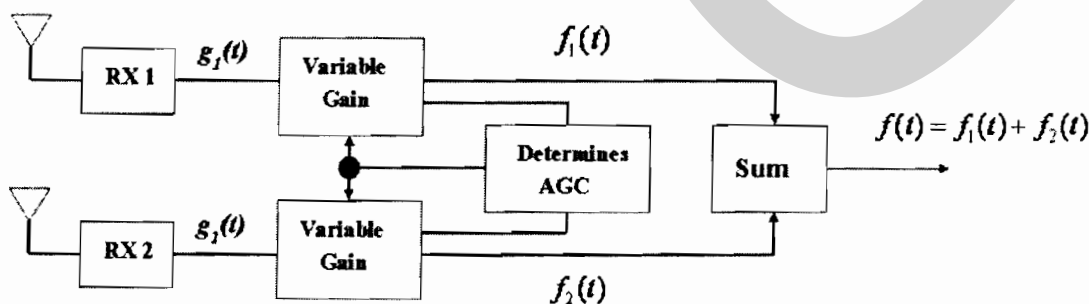 RX 1
g₁(t)
Variable
Gain
f₁(t)
Determines
AGC
Sum
f(t) = f₁(t) + f₂(t)
RX 2
g₁(t)
Variable
Gain
f₂(t)